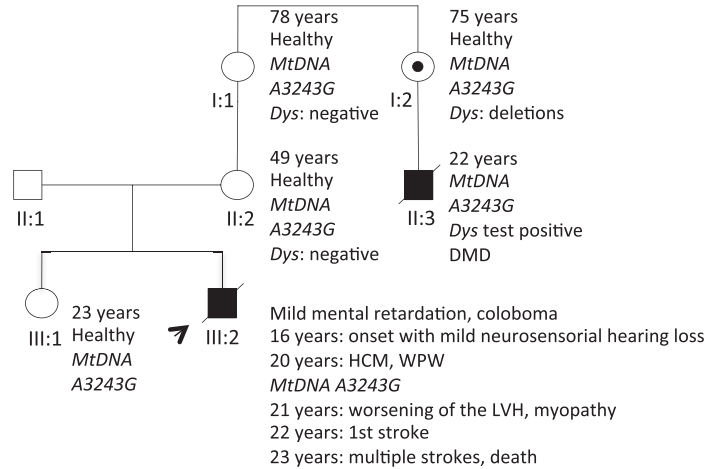 78 years
Healthy
MtDNA
A3243G
Dys: negative
I:1
75 years
Healthy
MtDNA
A3243G
Dys: deletions
I:2
II:1
49 years
Healthy
MtDNA
A3243G
Dys: negative
II:2
22 years
MtDNA
A3243G
Dys test positive
DMD
II:3
23 years
Healthy
MtDNA
A3243G
III:1
III:2
Mild mental retardation, coloboma
16 years: onset with mild neurosensorial hearing loss
20 years: HCM, WPW
MtDNA A3243G
21 years: worsening of the LVH, myopathy
22 years: 1st stroke
23 years: multiple strokes, death